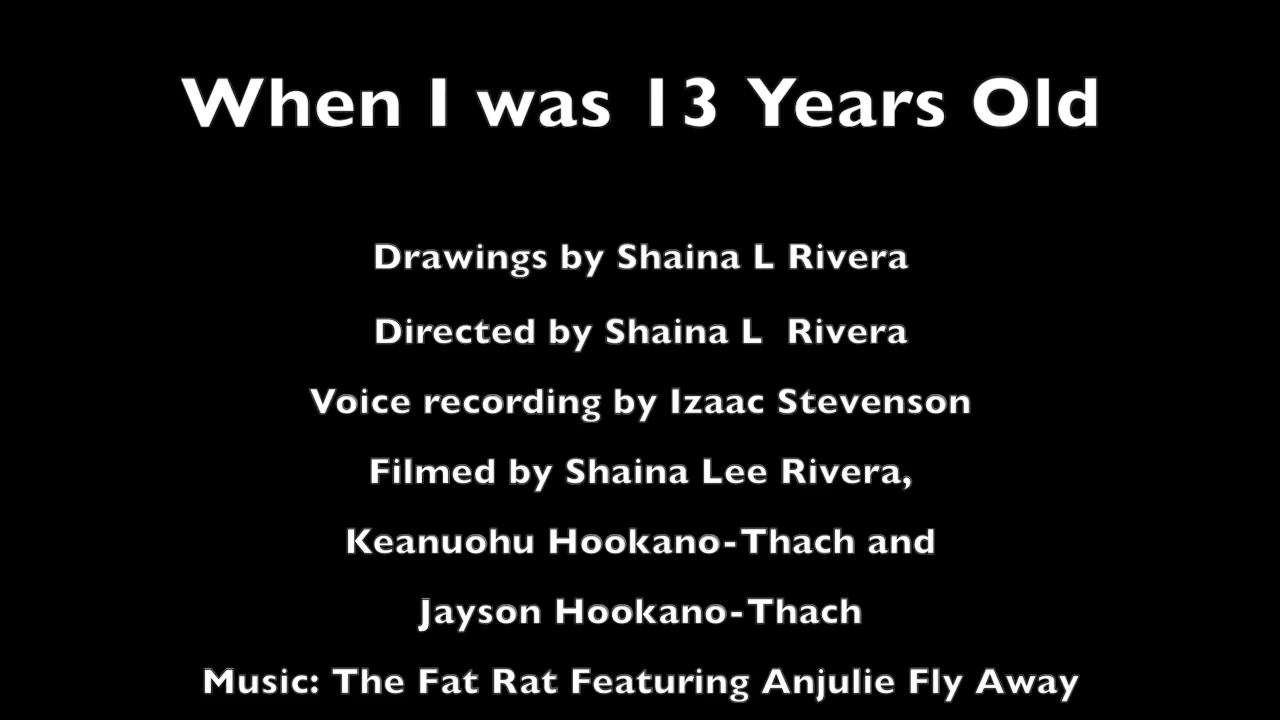 When I was 13 Years Old
Drawings by Shaina L Rivera
Directed by Shaina L  Rivera
Voice recording by Izaac Stevenson
Filmed by Shaina Lee Rivera,
Keanuohu Hookano-Thach and
Jayson Hookano-Thach
Music: The Fat Rat Featuring Anjulie Fly Away